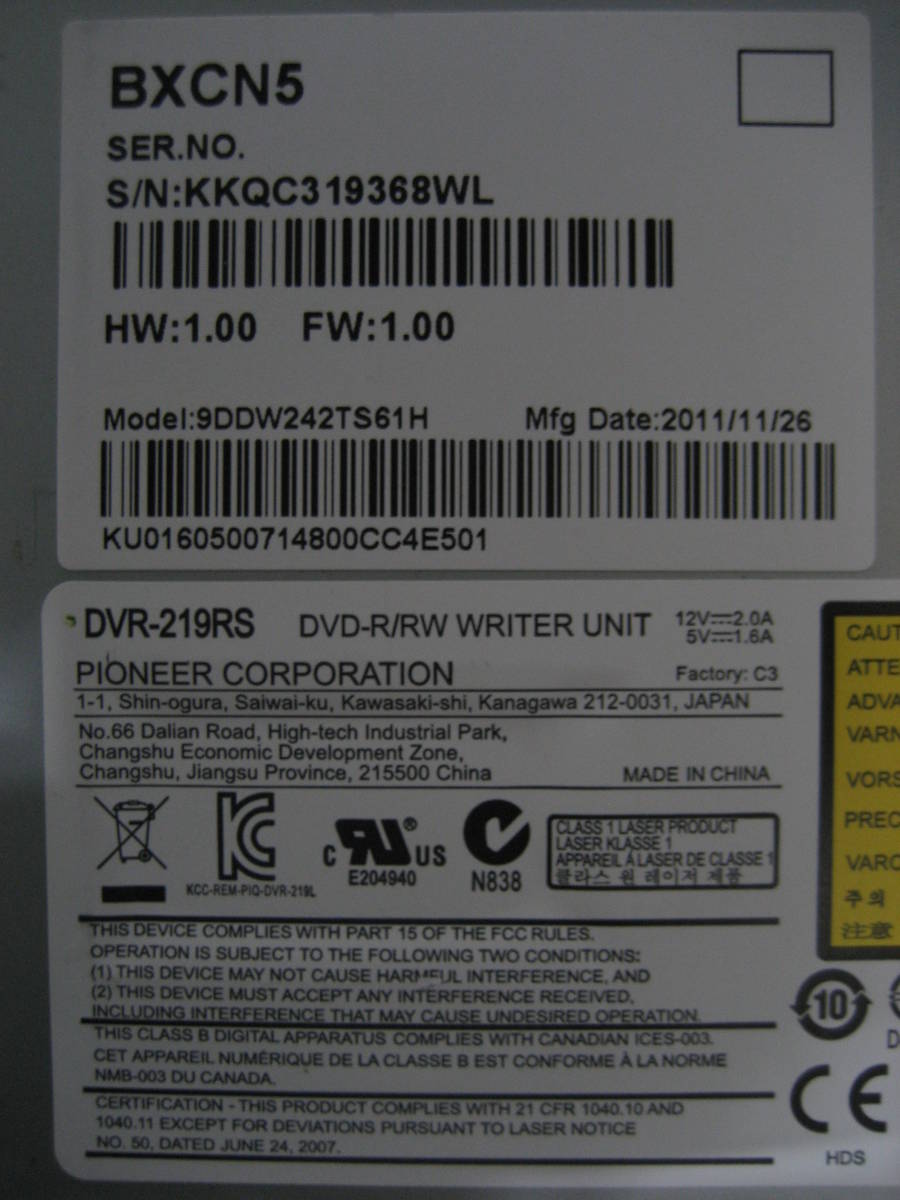 BXCN5
SER.NO.
S/N:KKQC319368WL
HW:1.00 FW:1.00
Model:9DDW242TS61H Mfg Date:2011/11/26
KU0160500714800CC4E501
DVR-219RS DVD-R/RW WRITER UNIT 12V⎓2.0A
5V⎓1.6A
PIONEER CORPORATION Factory: C3
1-1, Shin-ogura, Saiwai-ku, Kawasaki-shi, Kanagawa 212-0031, JAPAN
No.66 Dalian Road, High-tech Industrial Park,
Changshu Economic Development Zone,
Changshu, Jiangsu Province, 215500 China MADE IN CHINA
KCC-REM-PIQ-DVR-219L
c RU ® US
E204940
N838
CLASS 1 LASER PRODUCT
LASER KLASSE 1
APPAREIL À LASER DE CLASSE 1
클라스 원 레이저 제품
THIS DEVICE COMPLIES WITH PART 15 OF THE FCC RULES.
OPERATION IS SUBJECT TO THE FOLLOWING TWO CONDITIONS:
(1) THIS DEVICE MAY NOT CAUSE HARMFUL INTERFERENCE, AND
(2) THIS DEVICE MUST ACCEPT ANY INTERFERENCE RECEIVED,
INCLUDING INTERFERENCE THAT MAY CAUSE UNDESIRED OPERATION.
THIS CLASS B DIGITAL APPARATUS COMPLIES WITH CANADIAN ICES-003.
CET APPAREIL NUMÉRIQUE DE LA CLASSE B EST CONFORME À LA NORME
NMB-003 DU CANADA.
CERTIFICATION - THIS PRODUCT COMPLIES WITH 21 CFR 1040.10 AND
1040.11 EXCEPT FOR DEVIATIONS PURSUANT TO LASER NOTICE
NO. 50, DATED JUNE 24, 2007.
CAUT
ATTE
ADVA
VARN
VORS
PREC
VARO
주의
注意
10
CE
HDS